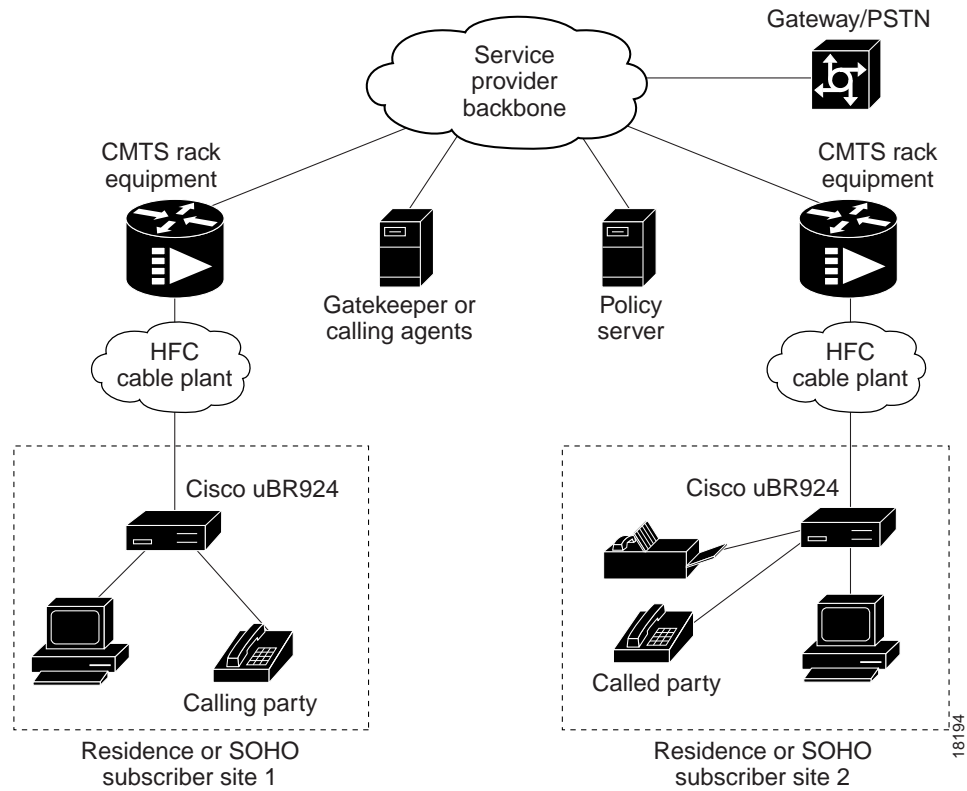 Gateway/PSTN
Service
provider
backbone
CMTS rack
equipment
CMTS rack
equipment
Gatekeeper or
calling agents
Policy
server
HFC
cable plant
HFC
cable plant
Cisco uBR924
Cisco uBR924
Calling party
Called party
Residence or SOHO
subscriber site 1
Residence or SOHO
subscriber site 2
18194